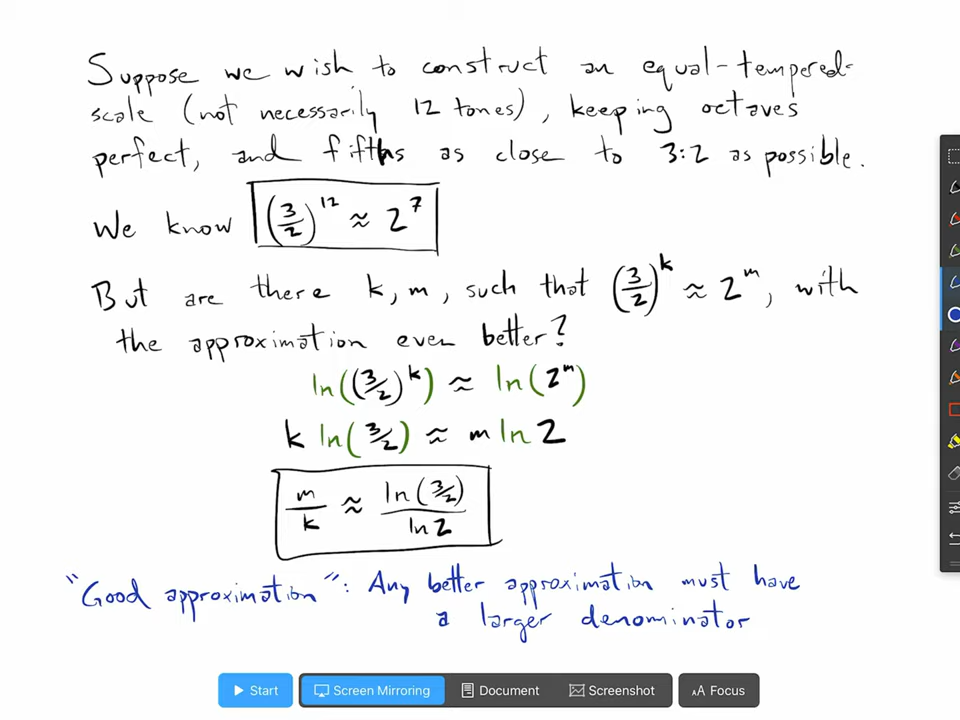 Suppose we wish to construct an equal-tempered
scale (not necessarily 12 tones), keeping octaves
perfect, and fifths as close to 3:2 as possible.
We know (3/2)^12 ≈ 2^7
But are there k, m, such that (3/2)^k ≈ 2^m, with
the approximation even better?
ln((3/2)^k) ≈ ln(2^m)
k ln(3/2) ≈ m ln 2
m/k ≈ ln(3/2)/ln 2
"Good approximation": Any better approximation must have
a larger denominator
Start Screen Mirroring Document Screenshot AA Focus